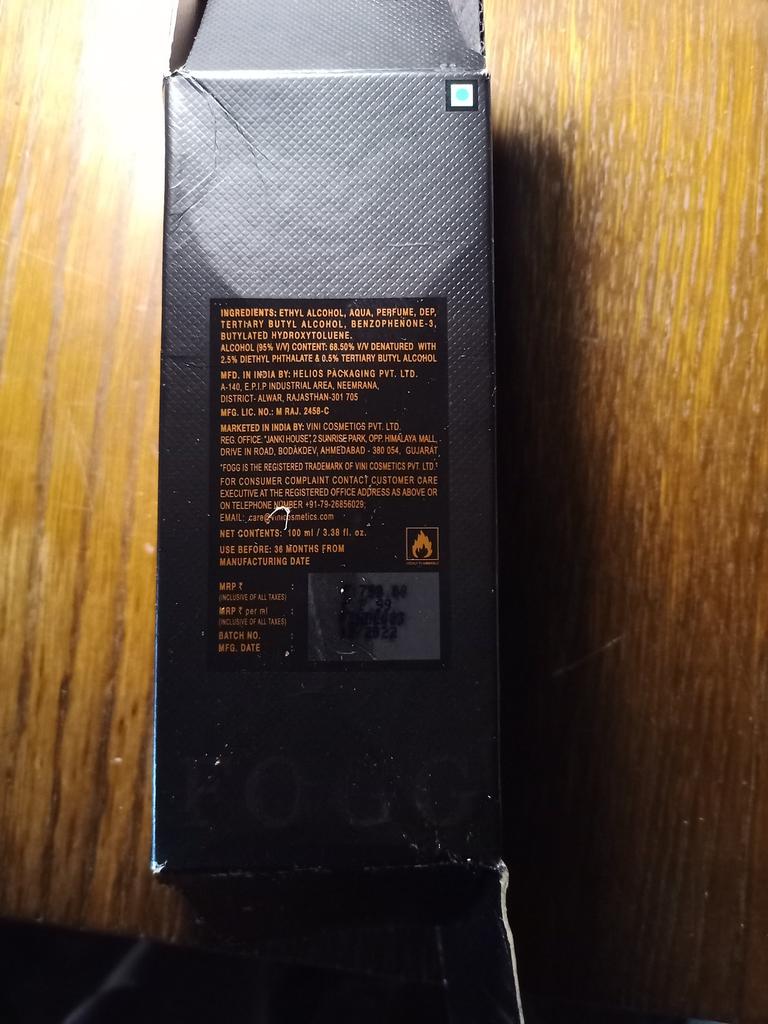 INGREDIENTS: ETHYL ALCOHOL, AQUA, PERFUME, DEP,
TERTIARY BUTYL ALCOHOL, BENZOPHENONE-3,
BUTYLATED HYDROXYTOLUENE.
ALCOHOL (95% V/V) CONTENT: 68.50% V/V DENATURED WITH
2.5% DIETHYL PHTHALATE & 0.5% TERTIARY BUTYL ALCOHOL
MFD. IN INDIA BY: HELIOS PACKAGING PVT. LTD.
A-140, E.P.I.P INDUSTRIAL AREA, NEEMRANA,
DISTRICT- ALWAR, RAJASTHAN-301 705
MFG. LIC. NO.: M RAJ. 2458-C
MARKETED IN INDIA BY: VINI COSMETICS PVT. LTD.
REG. OFFICE: "JANKI HOUSE", 2 SUNRISE PARK, OPP. HIMALAYA MALL,
DRIVE IN ROAD, BODAKDEV, AHMEDABAD - 380 054, GUJARAT
"FOGG IS THE REGISTERED TRADEMARK OF VINI COSMETICS PVT. LTD."
FOR CONSUMER COMPLAINT CONTACT CUSTOMER CARE
EXECUTIVE AT THE REGISTERED OFFICE ADDRESS AS ABOVE OR
ON TELEPHONE NUMBER +91-79-26856029;
EMAIL: care@vinicosmetics.com
NET CONTENTS: 100 ml / 3.38 fl. oz.
USE BEFORE: 36 MONTHS FROM
MANUFACTURING DATE
MRP ₹ :
(INCLUSIVE OF ALL TAXES)
MRP ₹ per ml :
(INCLUSIVE OF ALL TAXES)
BATCH NO. :
MFG. DATE :
FOGG